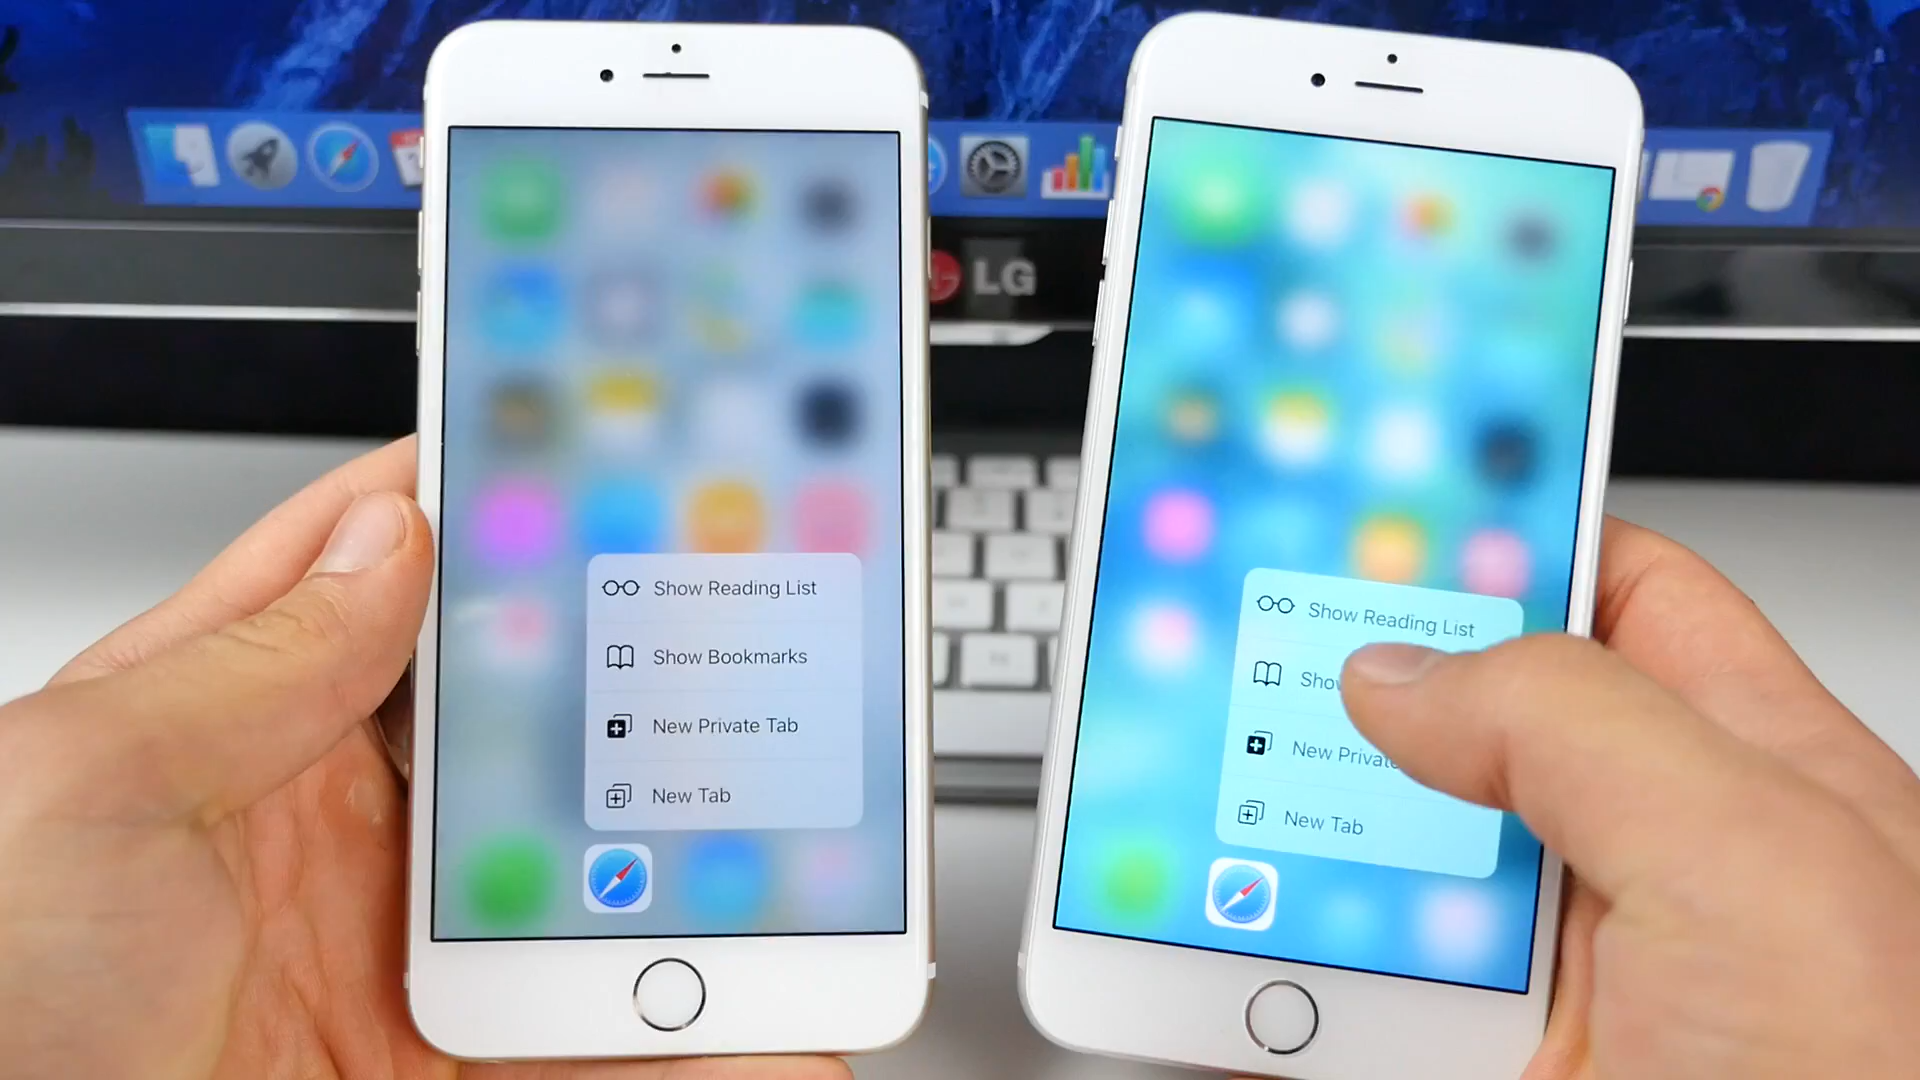 LG
Show Reading List
Show Bookmarks
New Private Tab
New Tab
Show Reading List
Show
New Private
New Tab